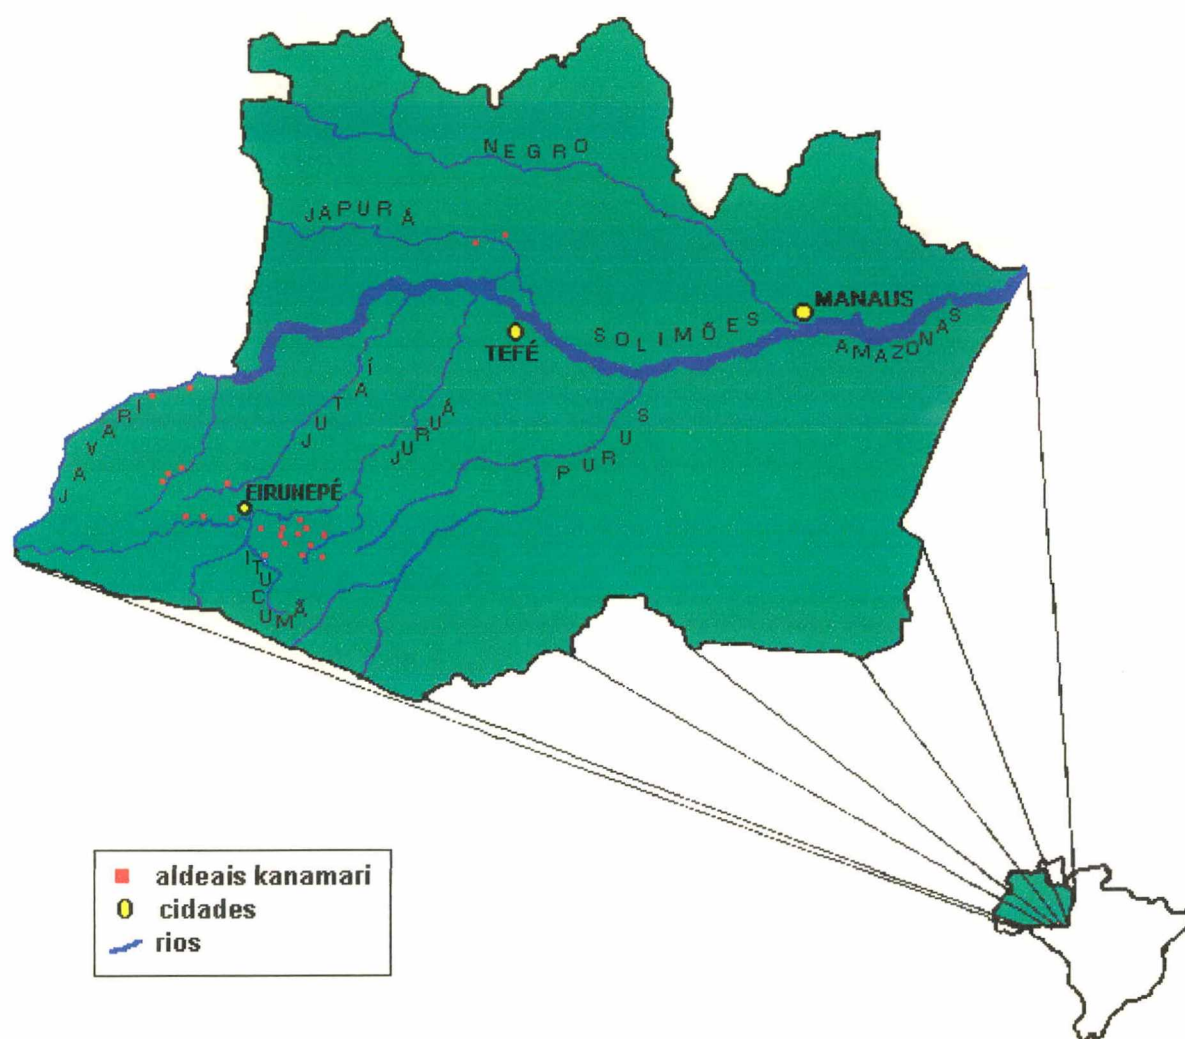 NEGRO
JAPURÁ
MANAUS
SOLIMÕES
AMAZONAS
TEFÉ
JAVARI
JUTAÍ
JURUÁ
PURUS
EIRUNEPÉ
ITUCUMÃ
aldeais kanamari
cidades
rios